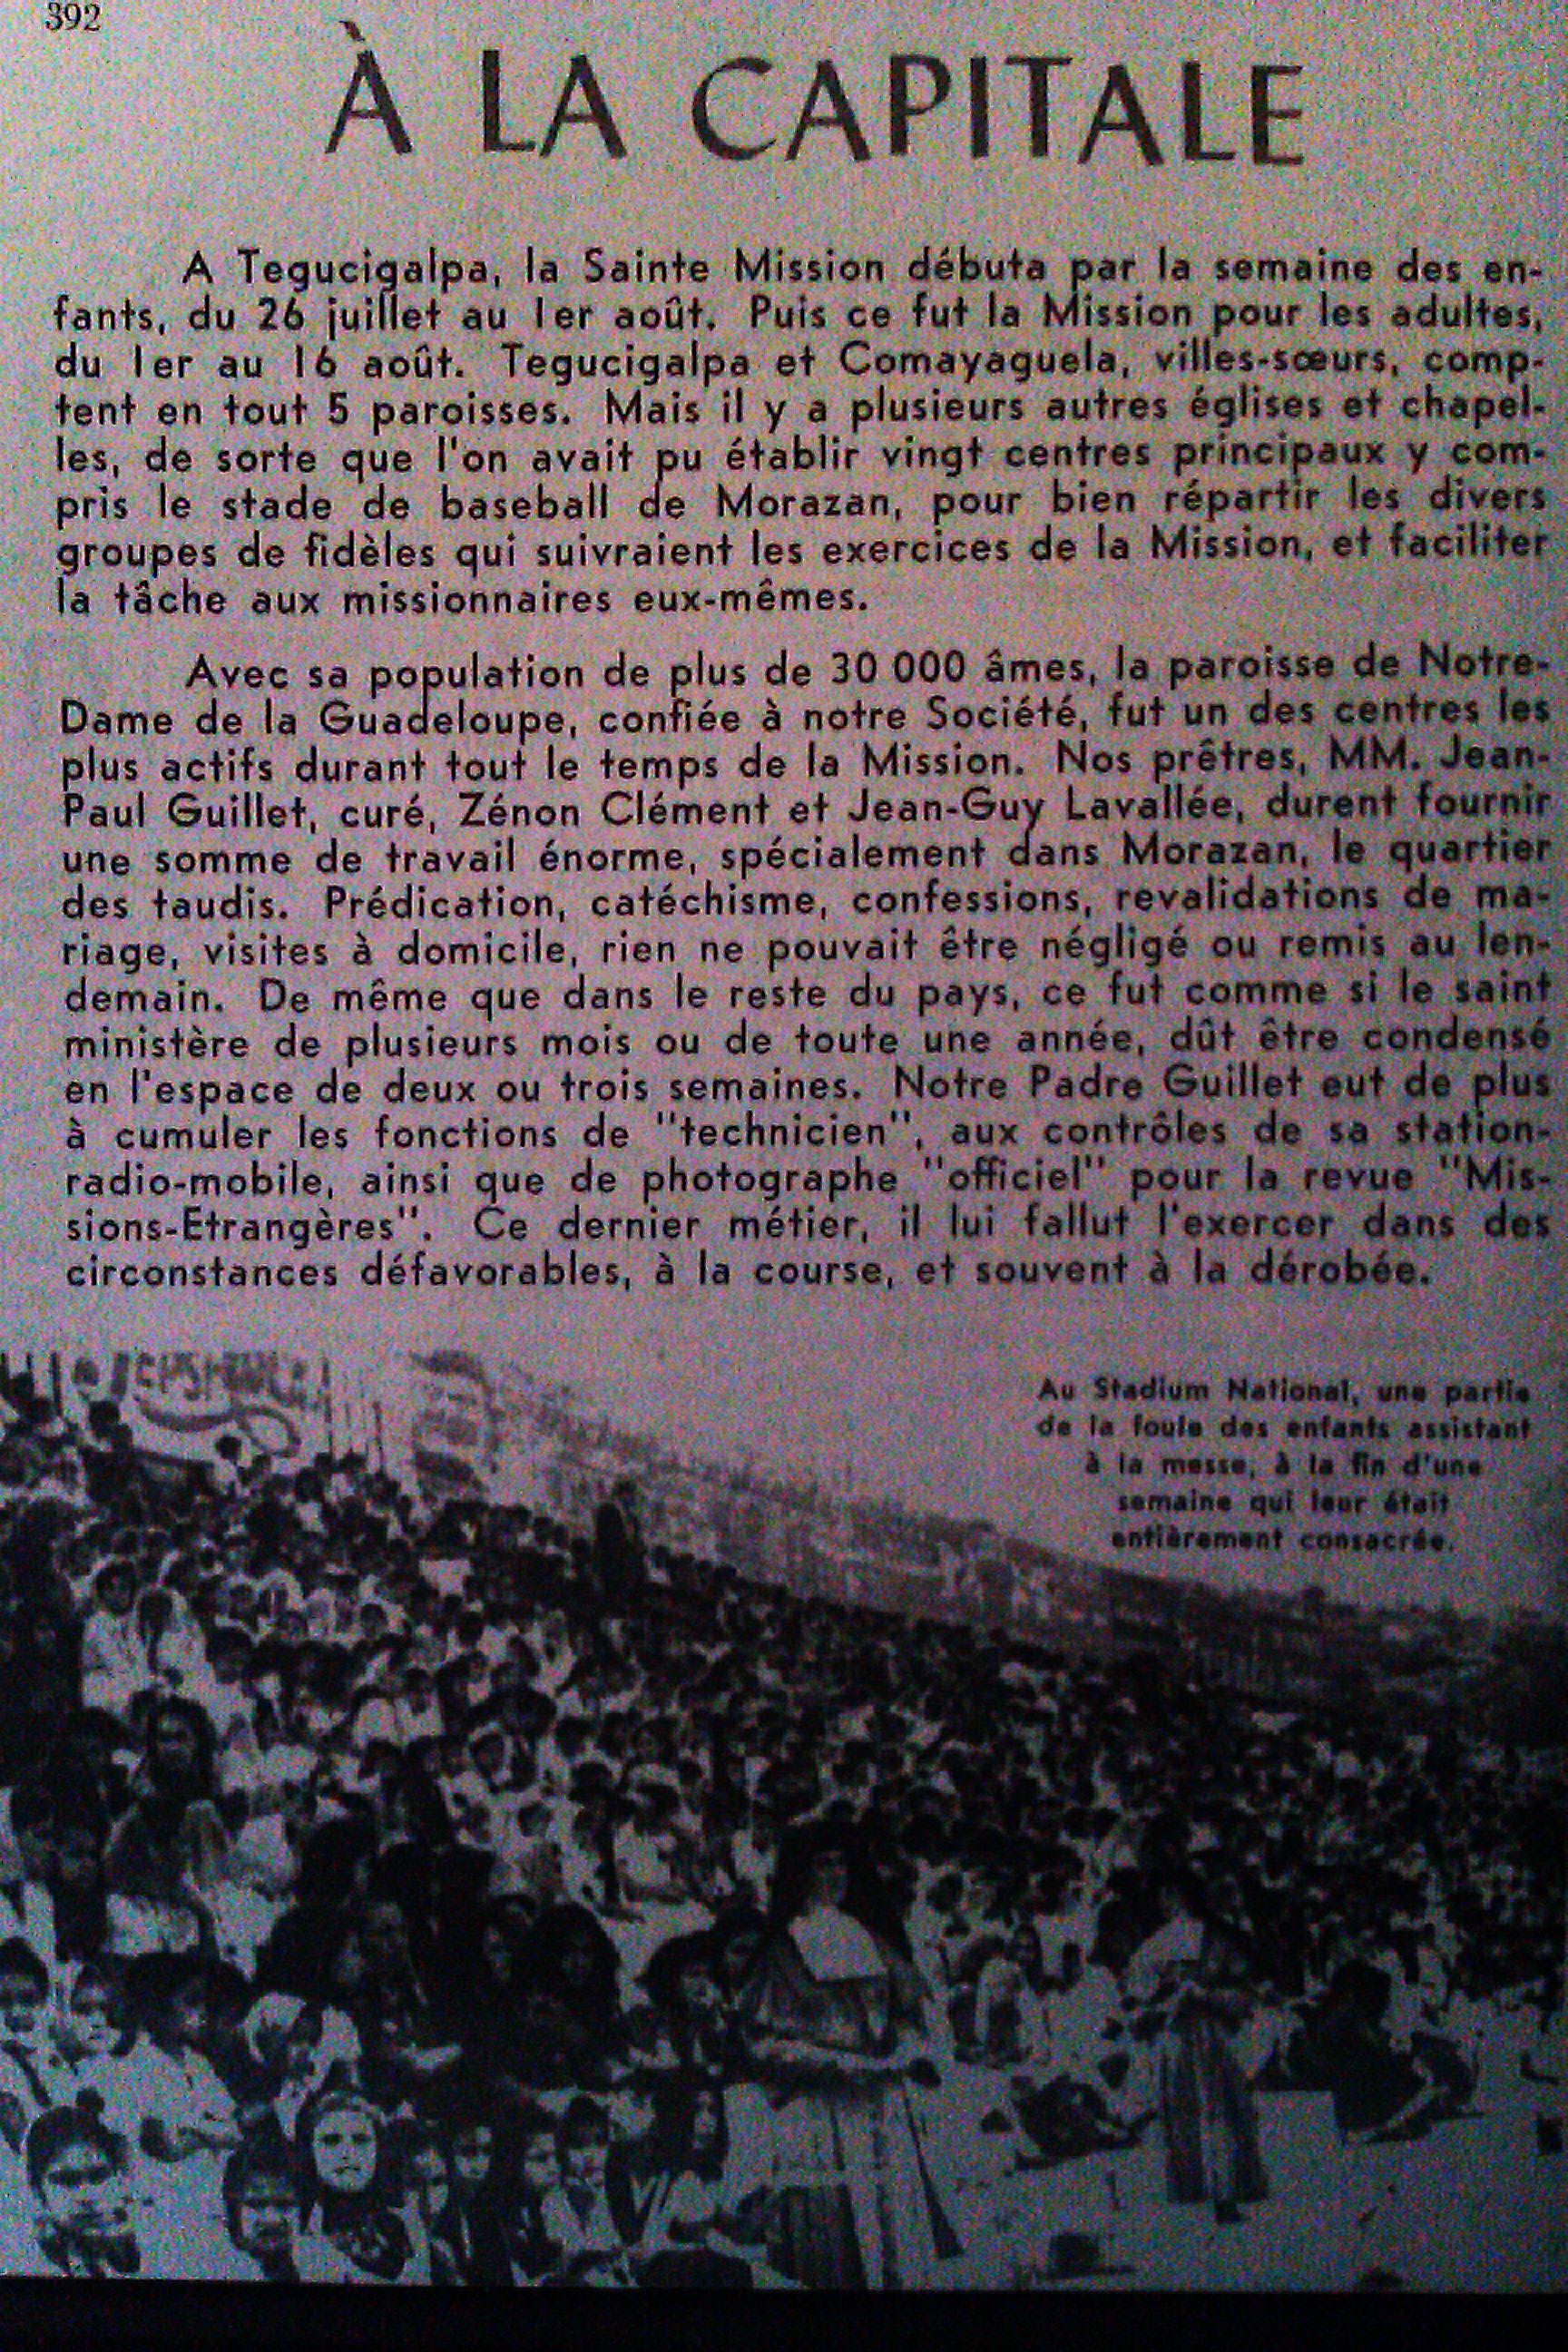 392
À LA CAPITALE
A Tegucigalpa, la Sainte Mission débuta par la semaine des en-
fants, du 26 juillet au 1er août. Puis ce fut la Mission pour les adultes,
du 1er au 16 août. Tegucigalpa et Comayaguela, villes-sœurs, comp-
tent en tout 5 paroisses. Mais il y a plusieurs autres églises et chapel-
les, de sorte que l'on avait pu établir vingt centres principaux y com-
pris le stade de baseball de Morazan, pour bien répartir les divers
groupes de fidèles qui suivraient les exercices de la Mission, et faciliter
la tâche aux missionnaires eux-mêmes.
Avec sa population de plus de 30 000 âmes, la paroisse de Notre-
Dame de la Guadeloupe, confiée à notre Société, fut un des centres les
plus actifs durant tout le temps de la Mission. Nos prêtres, MM. Jean-
Paul Guillet, curé, Zénon Clément et Jean-Guy Lavallée, durent fournir
une somme de travail énorme, spécialement dans Morazan, le quartier
des taudis. Prédication, catéchisme, confessions, revalidations de ma-
riage, visites à domicile, rien ne pouvait être négligé ou remis au len-
demain. De même que dans le reste du pays, ce fut comme si le saint
ministère de plusieurs mois ou de toute une année, dût être condensé
en l'espace de deux ou trois semaines. Notre Padre Guillet eut de plus
à cumuler les fonctions de "technicien", aux contrôles de sa station-
radio-mobile, ainsi que de photographe "officiel" pour la revue "Mis-
sions-Etrangères". Ce dernier métier, il lui fallut l'exercer dans des
circonstances défavorables, à la course, et souvent à la dérobée.
Au Stadium National, une partie
de la foule des enfants assistant
à la messe, à la fin d'une
semaine qui leur était
entièrement consacrée.